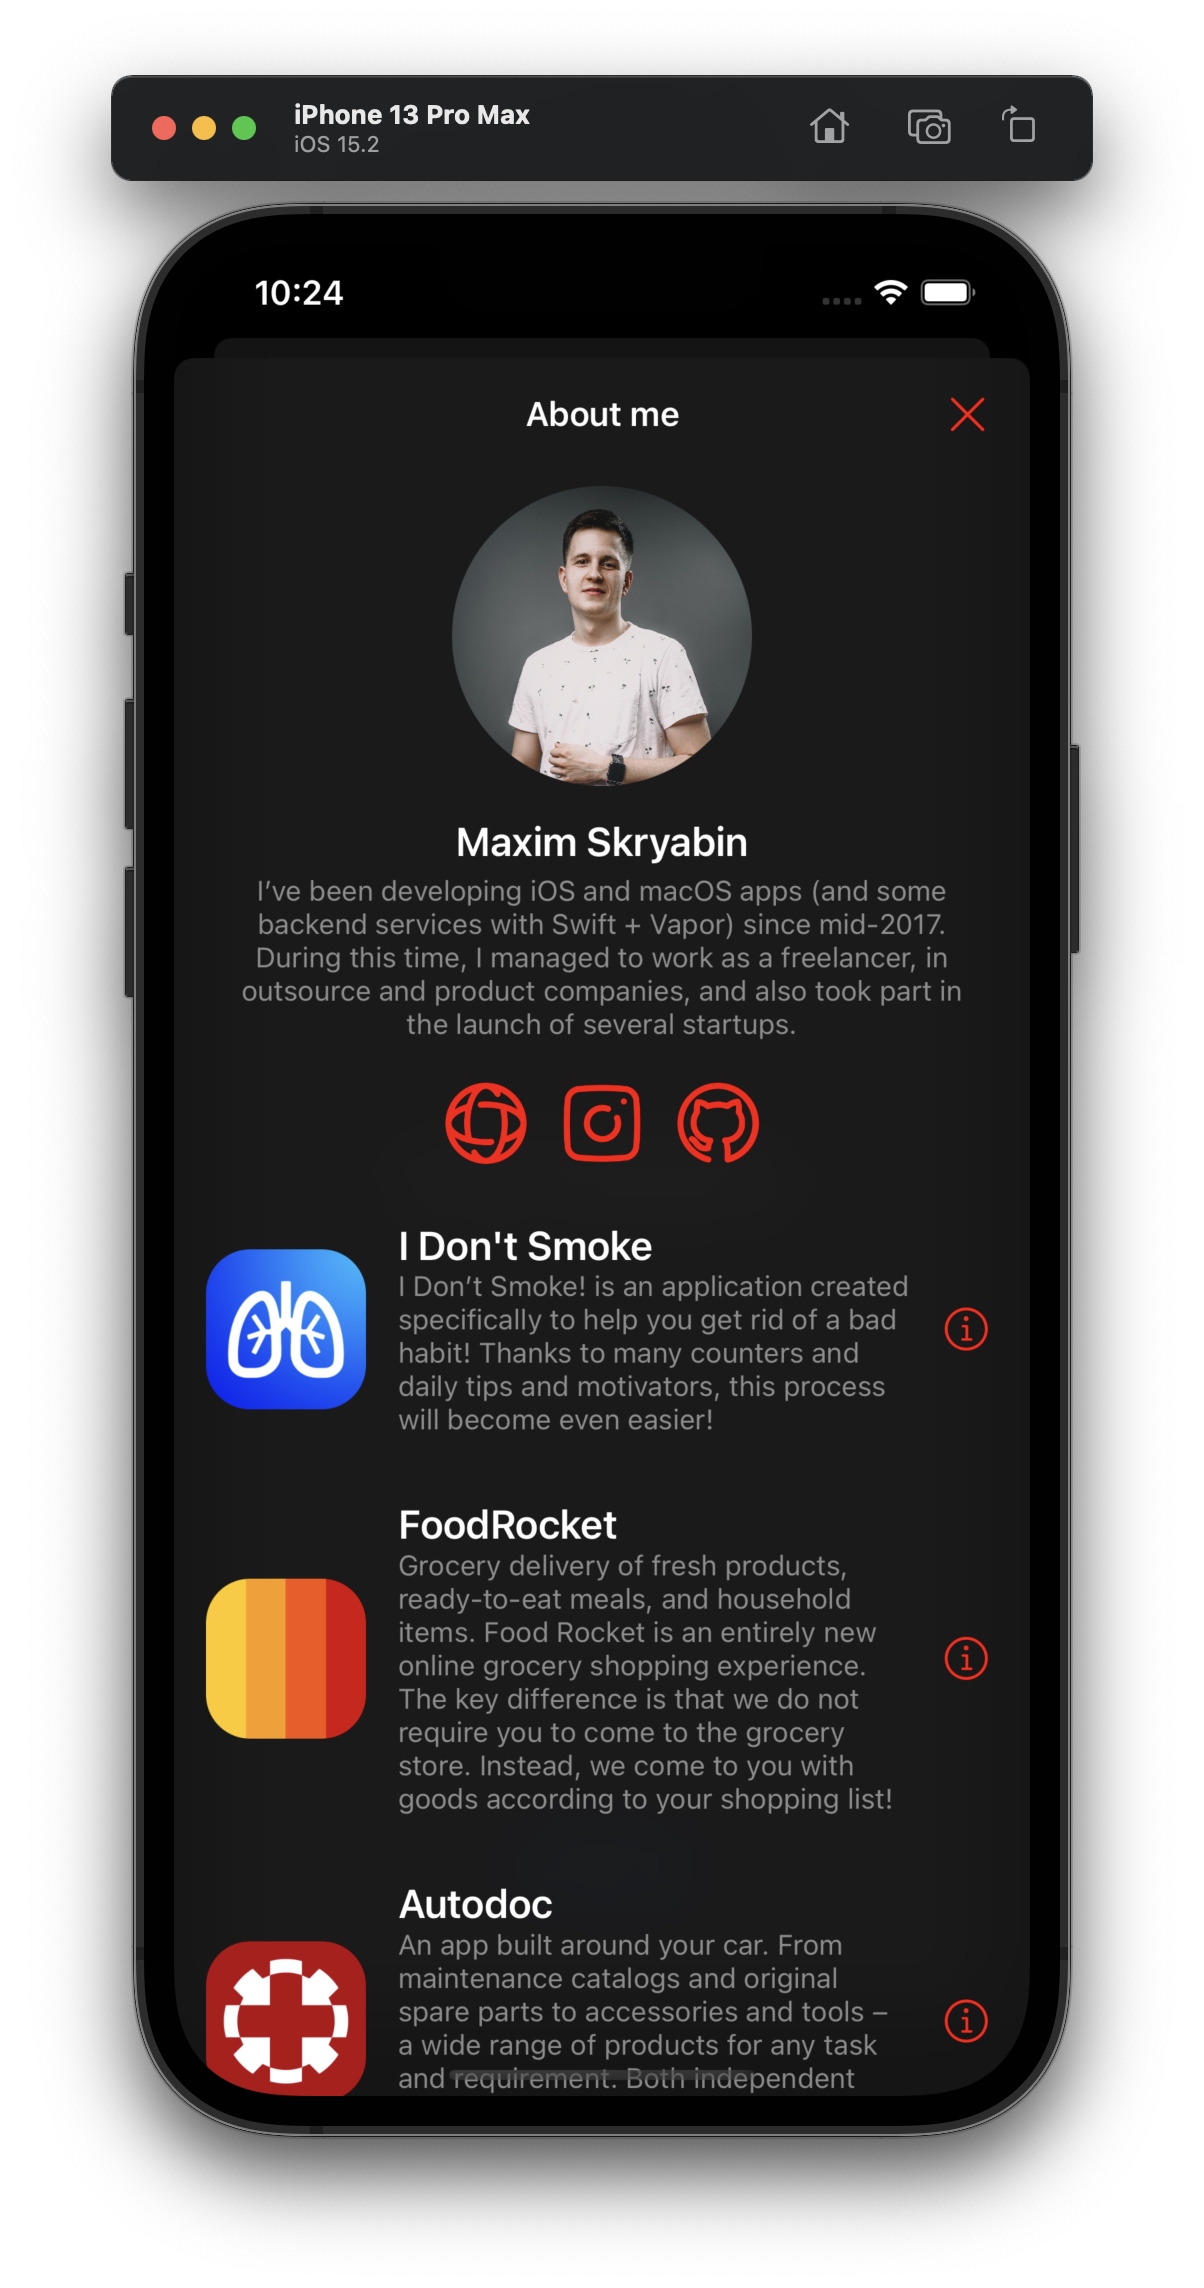 iPhone 13 Pro Max
iOS 15.2
10:24
About me
Maxim Skryabin
I’ve been developing iOS and macOS apps (and some
backend services with Swift + Vapor) since mid-2017.
During this time, I managed to work as a freelancer, in
outsource and product companies, and also took part in
the launch of several startups.
I Don't Smoke
I Don’t Smoke! is an application created
specifically to help you get rid of a bad
habit! Thanks to many counters and
daily tips and motivators, this process
will become even easier!
FoodRocket
Grocery delivery of fresh products,
ready-to-eat meals, and household
items. Food Rocket is an entirely new
online grocery shopping experience.
The key difference is that we do not
require you to come to the grocery
store. Instead, we come to you with
goods according to your shopping list!
Autodoc
An app built around your car. From
maintenance catalogs and original
spare parts to accessories and tools –
a wide range of products for any task
and requirement. Both independent